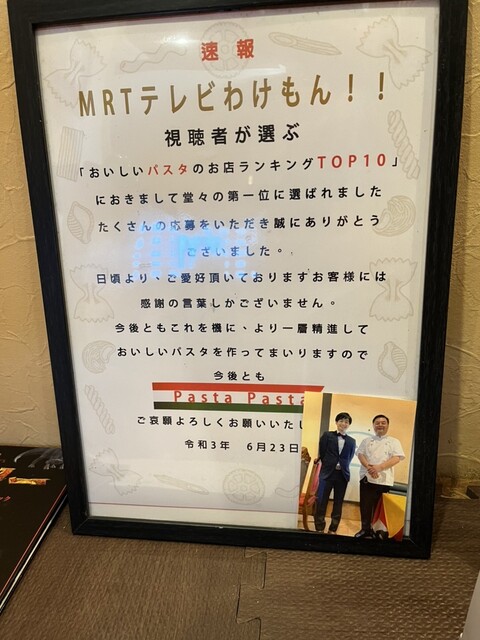 速報
MRTテレビわけもん！！
視聴者が選ぶ
「おいしいパスタのお店ランキングTOP10」
におきまして堂々の第一位に選ばれました
たくさんの応募をいただき誠にありがとう
ございました。
日頃より、ご愛好頂いておりますお客様には
感謝の言葉しかございません。
今後ともこれを機に、より一層精進して
おいしいパスタを作ってまいりますので
今後とも
Pasta Pasta
ご哀願よろしくお願いいたし
令和3年 6月23日